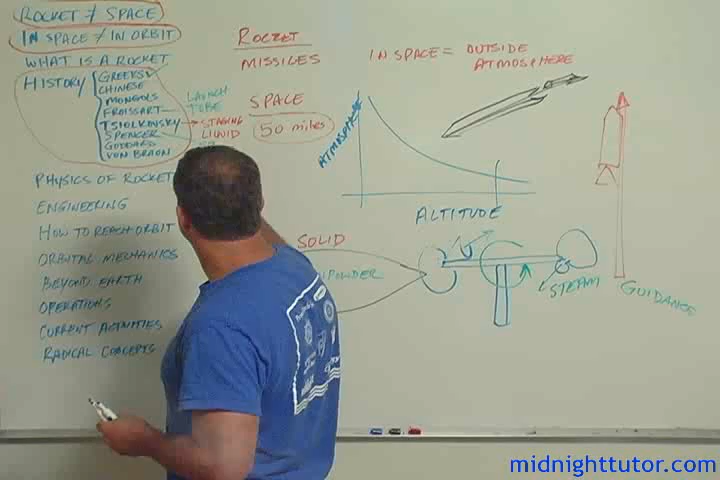 ROCKET ≠ SPACE
IN SPACE ≠ IN ORBIT
WHAT IS A ROCKET
HISTORY
GREEKS
CHINESE
MONGOLS
FROISSART
TSIOLKOVSKY
SPENCER
GODDARD
VON BRAUN
LAUNCH
TUBE
STAGING
LIQUID
PHYSICS OF ROCKET
ENGINEERING
HOW TO REACH ORBIT
ORBITAL MECHANICS
BEYOND EARTH
OPERATIONS
CURRENT ACTIVITIES
RADICAL CONCEPTS
ROCKET
MISSILES
SPACE
50 miles
IN SPACE = OUTSIDE
ATMOSPHERE
ATMOSPHERE
ALTITUDE
SOLID
POWDER
STEAM
GUIDANCE
midnighttutor.com